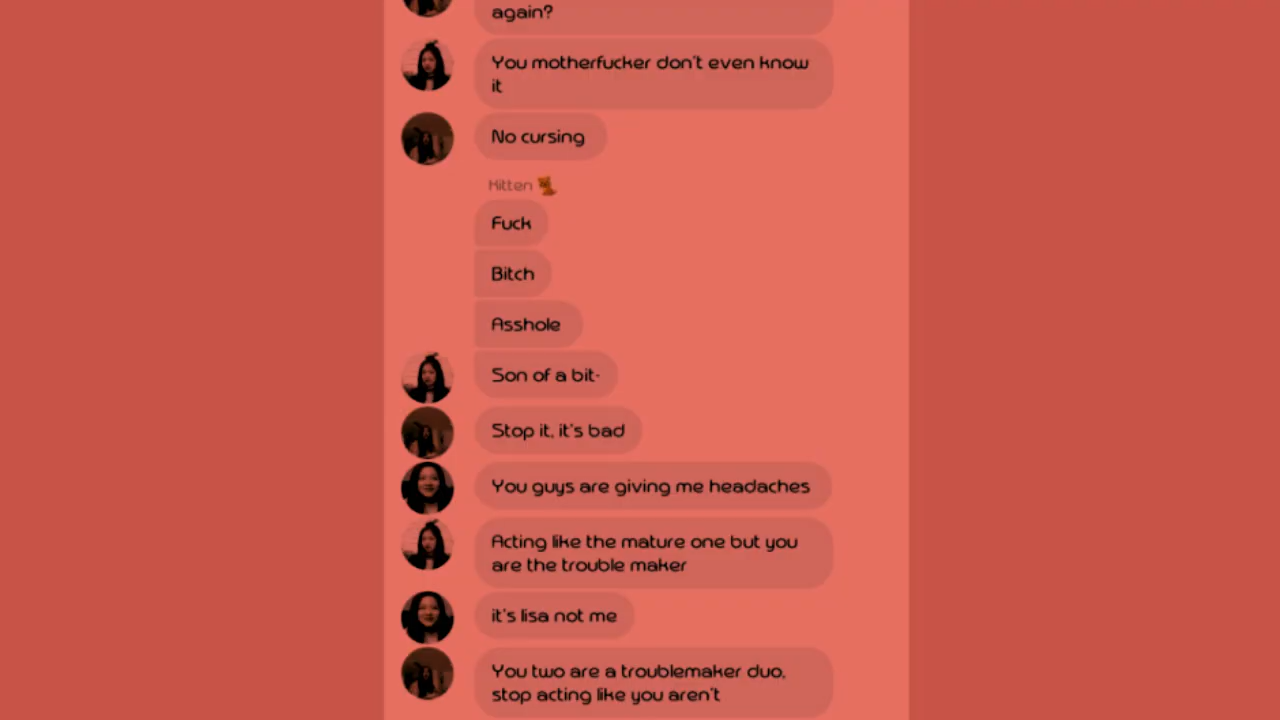 again?
You motherfucker don't even know
it
No cursing
Kitten
Fuck
Bitch
Asshole
Son of a bit-
Stop it, it's bad
You guys are giving me headaches
Acting like the mature one but you
are the trouble maker
it's lisa not me
You two are a troublemaker duo,
stop acting like you aren't